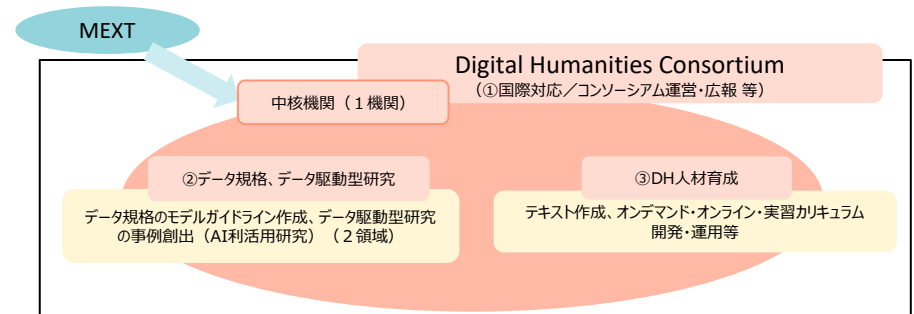 MEXT
Digital Humanities Consortium
（①国際対応／コンソーシアム運営・広報 等）
中核機関（１機関）
②データ規格、データ駆動型研究
データ規格のモデルガイドライン作成、データ駆動型研究
の事例創出（AI利活用研究）（２領域）
③DH人材育成
テキスト作成、オンデマンド・オンライン・実習カリキュラム
開発・運用等